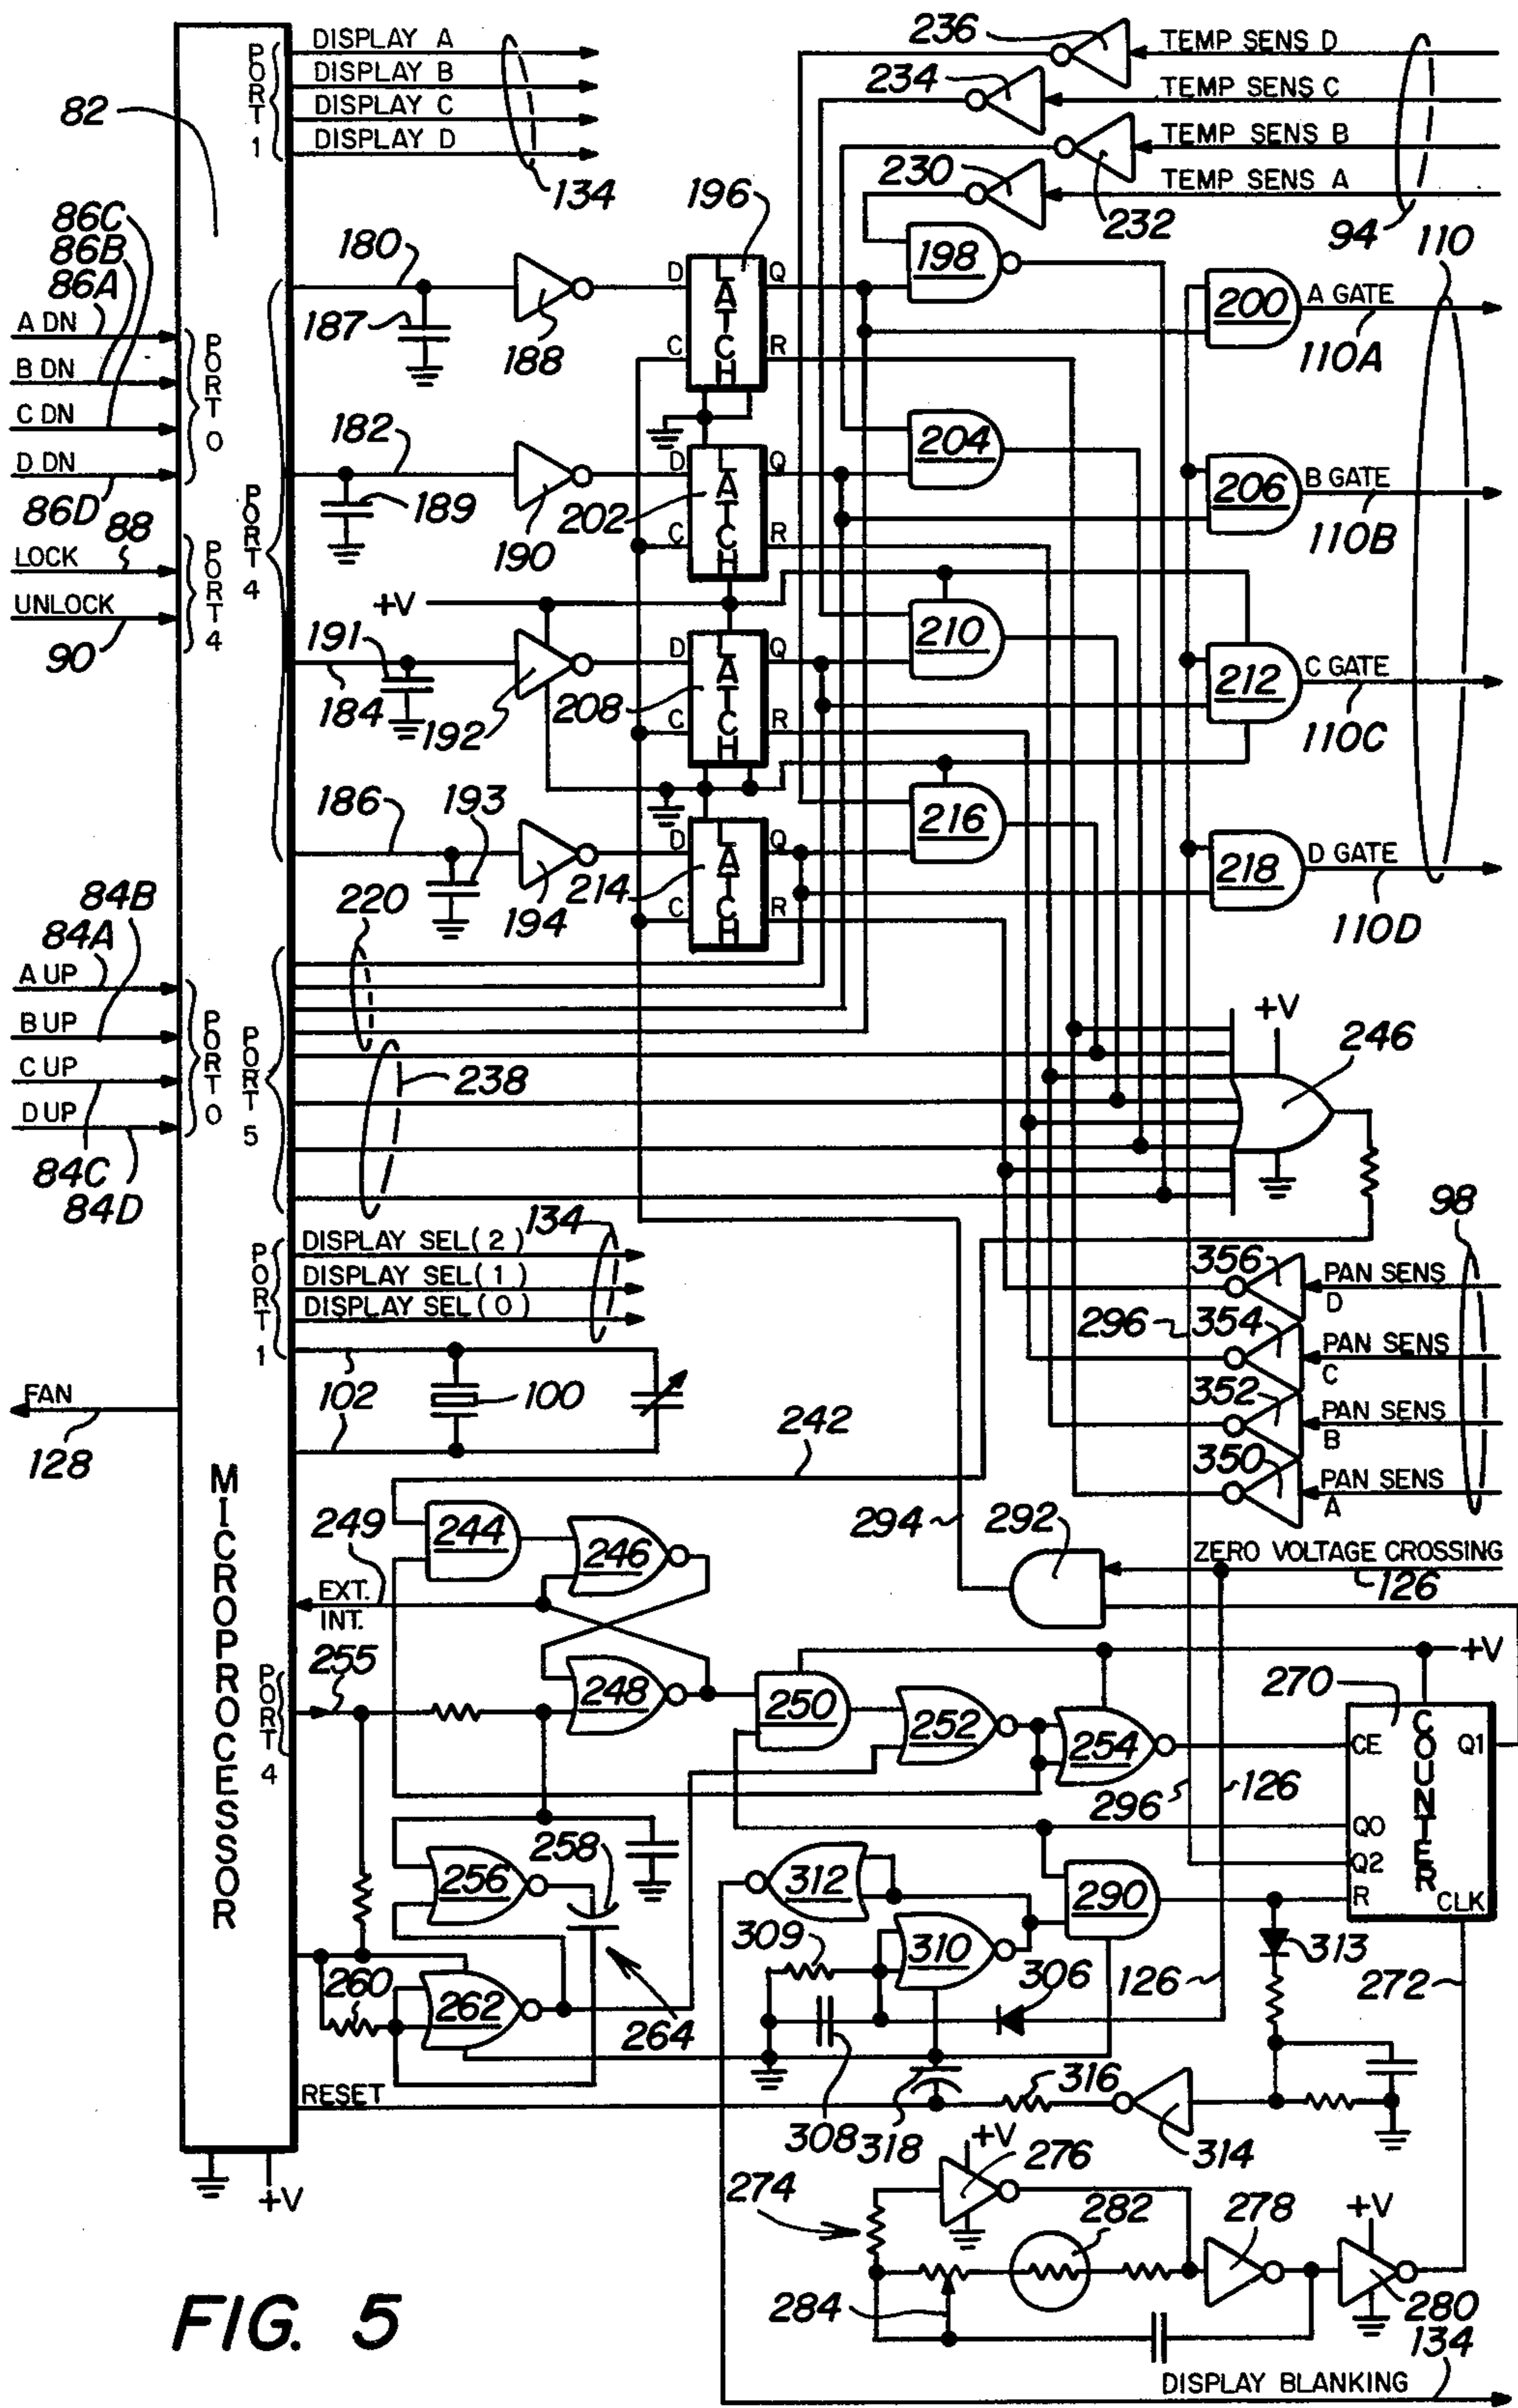 236
TEMP SENS D
DISPLAY A
234
TEMP SENS C
DISPLAY B
82
DISPLAY C
TEMP SENS B
DISPLAY D
230
TEMP SENS A
PORT 1
134
196
232
94
110
86C
86B
86A
180
D
LATCH
Q
198
200
A GATE
A DN
187
188
C
R
110A
B DN
PORT 0
C DN
182
D
LATCH
Q
204
206
B GATE
D DN
86D
189
190
202
C
R
110B
88
LOCK
PORT 4
PORT 4
UNLOCK
+V
90
191
D
LATCH
Q
210
212
C GATE
184
192
208
C
R
110C
186
193
D
LATCH
Q
216
218
D GATE
84B
220
194
214
C
R
110D
84A
A UP
B UP
PORT 0
PORT 5
+V
246
C UP
238
D UP
84C
84D
134
98
DISPLAY SEL(2)
356
PAN SENS
D
DISPLAY SEL(1)
PORT 1
DISPLAY SEL(0)
296
354
PAN SENS
C
FAN
102
100
352
PAN SENS
B
128
242
350
PAN SENS
A
MICROPROCESSOR
249
244
246
294
292
ZERO VOLTAGE CROSSING
126
EXT.
INT.
255
+V
PORT 4
248
250
252
254
270
CE
COUNTER
Q1
296
126
258
Q0
Q2
256
312
290
R
CLK
309
310
306
126
313
272
260
262
264
RESET
316
308
318
314
+V
276
+V
274
282
278
+V
284
280
134
FIG. 5
DISPLAY BLANKING